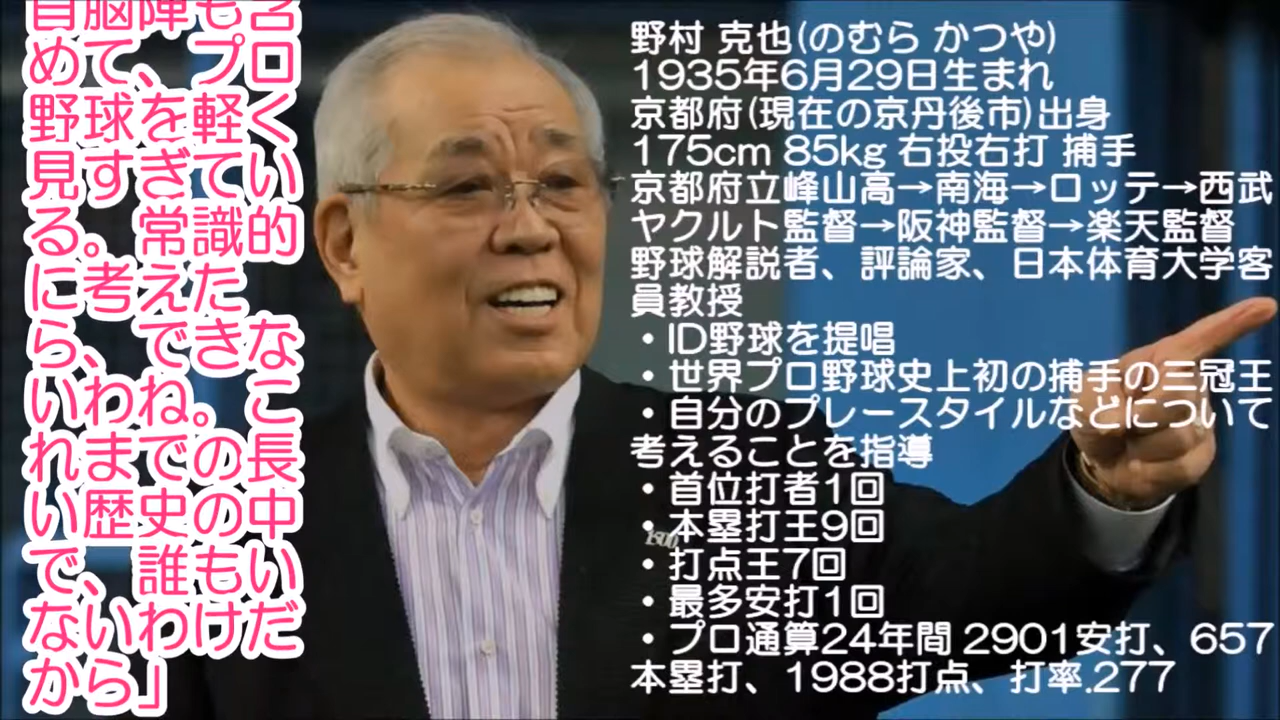 首脳陣も含
めて、プロ
野球を軽く
見すぎてい
る。常識的
に考えた
ら、できな
いわね。こ
れまでの長
い歴史の中
で、誰もい
ないわけだ
から」
野村 克也(のむら かつや)
1935年6月29日生まれ
京都府(現在の京丹後市)出身
175cm 85kg 右投右打 捕手
京都府立峰山高→南海→ロッテ→西武
ヤクルト監督→阪神監督→楽天監督
野球解説者、評論家、日本体育大学客
員教授
・ID野球を提唱
・世界プロ野球史上初の捕手の三冠王
・自分のプレースタイルなどについて
考えることを指導
・首位打者1回
・本塁打王9回
・打点王7回
・最多安打1回
・プロ通算24年間 2901安打、657
本塁打、1988打点、打率.277